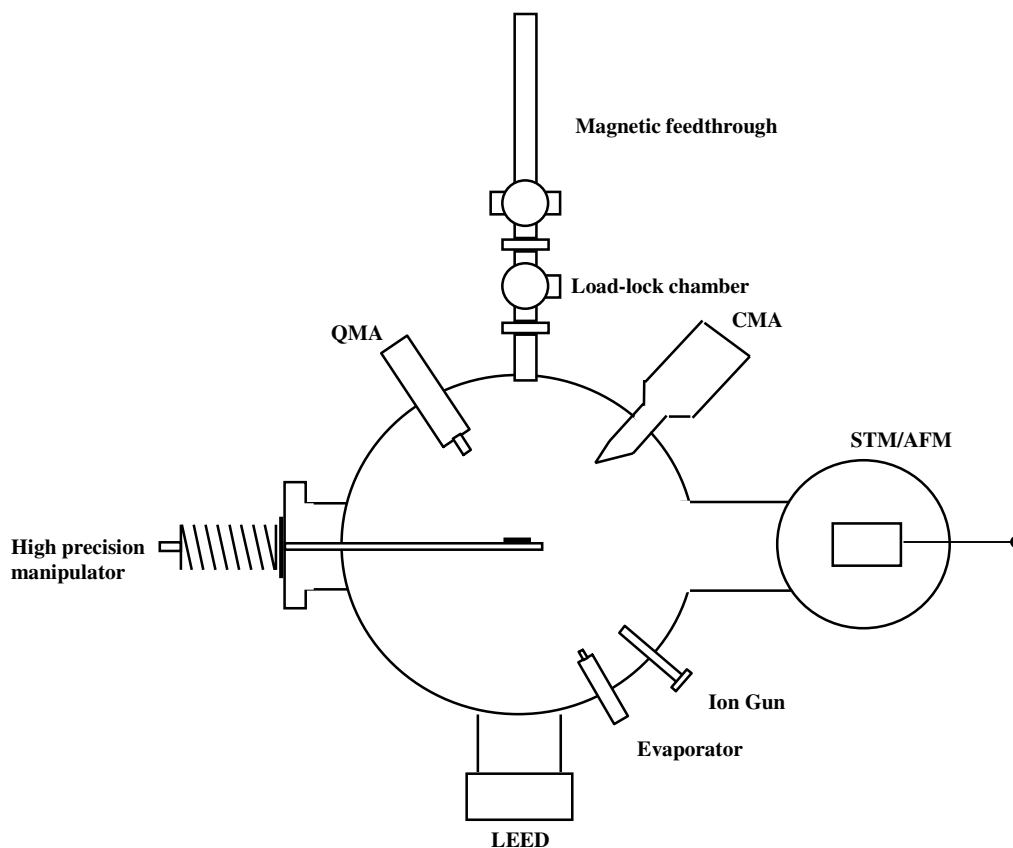 Magnetic feedthrough
Load-lock chamber
QMA
CMA
STM/AFM
High precision
manipulator
Ion Gun
Evaporator
LEED